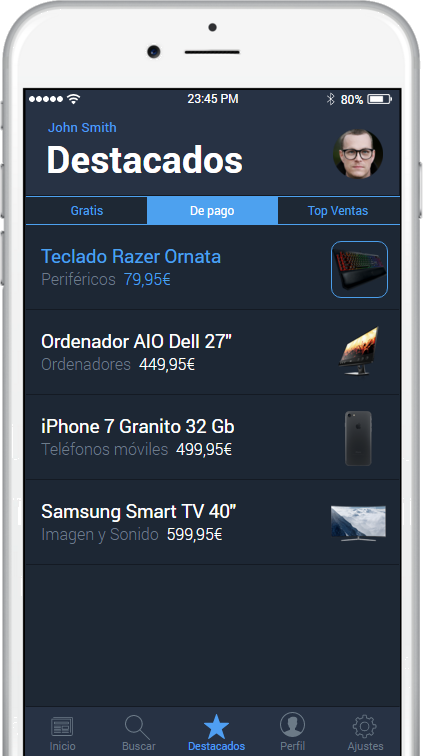 23:45 PM 80%
John Smith
Destacados
Gratis De pago Top Ventas
Teclado Razer Ornata
Periféricos 79,95€
Ordenador AIO Dell 27"
Ordenadores 449,95€
iPhone 7 Granito 32 Gb
Teléfonos móviles 499,95€
Samsung Smart TV 40"
Imagen y Sonido 599,95€
Inicio Buscar Destacados Perfil Ajustes